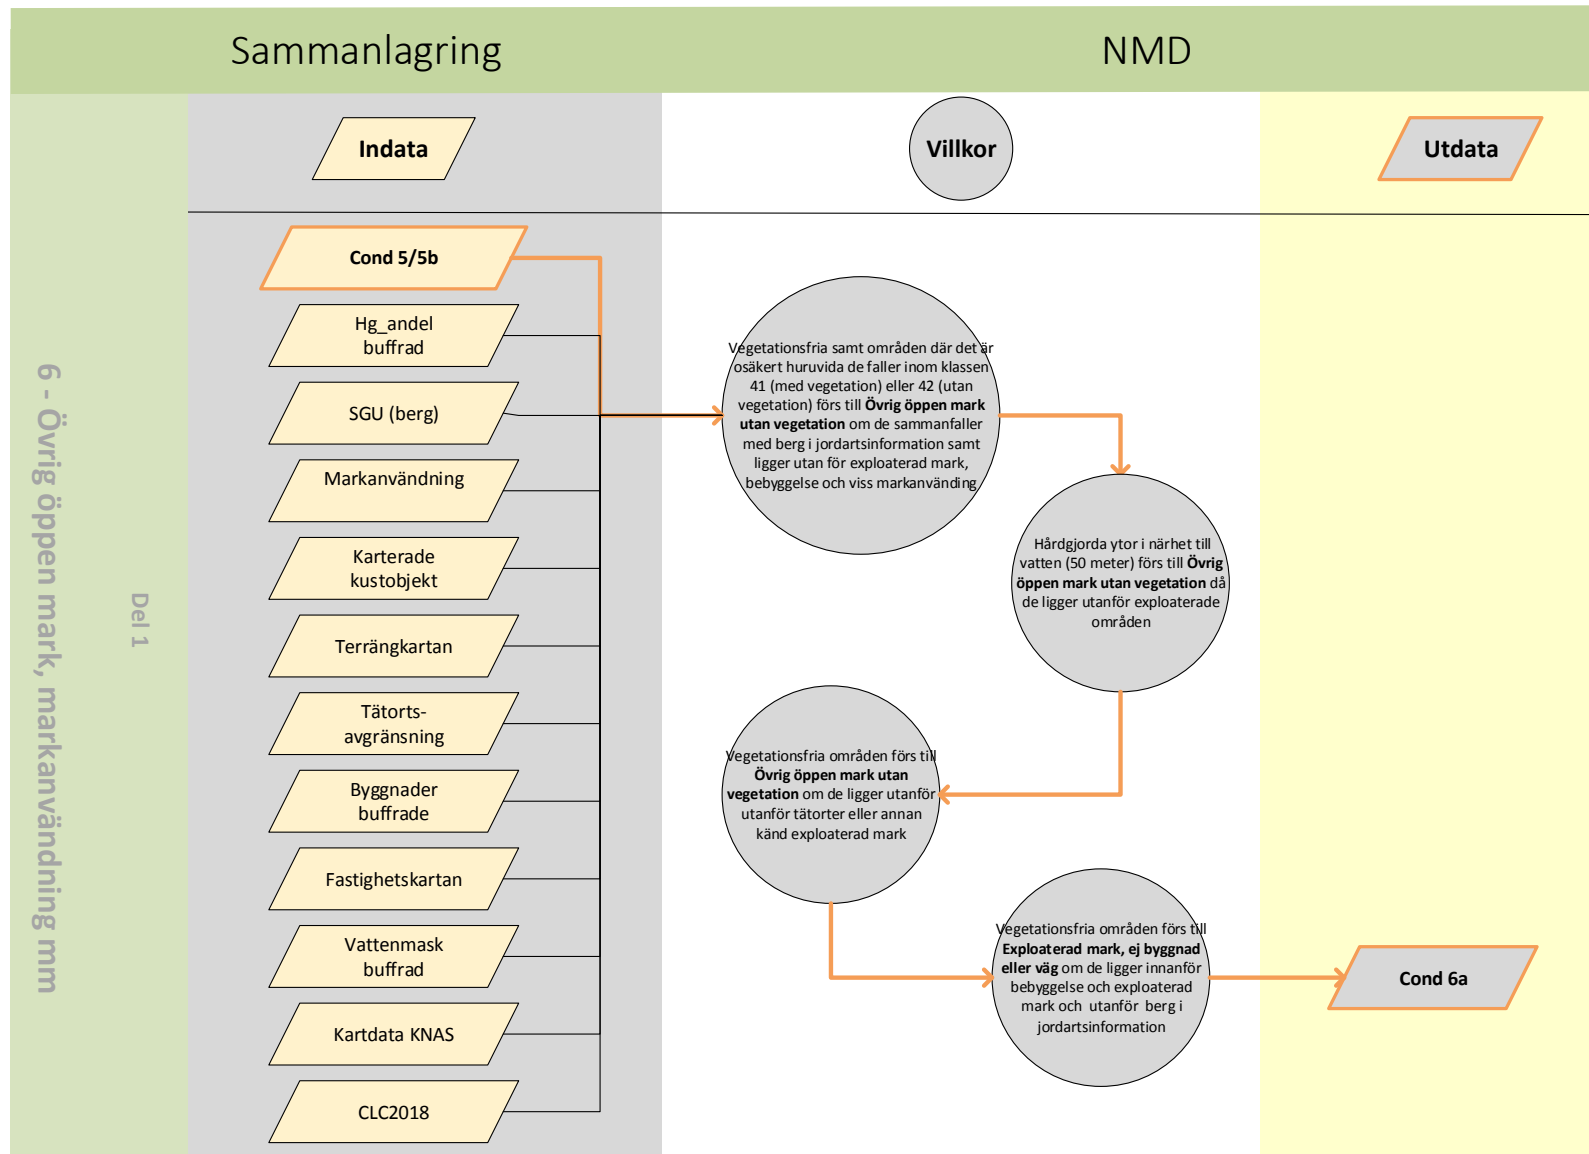 Sammanlagring
NMD
Indata
Villkor
Utdata
6 - Övrig öppen mark, markanvändning mm
Del 1
Cond 5/5b
Hg_andel
buffrad
SGU (berg)
Markanvändning
Karterade
kustobjekt
Terrängkartan
Tätorts-
avgränsning
Byggnader
buffrade
Fastighetskartan
Vattenmask
buffrad
Kartdata KNAS
CLC2018
Vegetationsfria samt områden där det är
osäkert huruvida de faller inom klassen
41 (med vegetation) eller 42 (utan
vegetation) förs till Övrig öppen mark
utan vegetation om de sammanfaller
med berg i jordartsinformation samt
ligger utan för exploaterad mark,
bebyggelse och viss markanvänding
Hårdgjorda ytor i närhet till
vatten (50 meter) förs till Övrig
öppen mark utan vegetation då
de ligger utanför exploaterade
områden
Vegetationsfria områden förs till
Övrig öppen mark utan
vegetation om de ligger utanför
utanför tätorter eller annan
känd exploaterad mark
Vegetationsfria områden förs till
Exploaterad mark, ej byggnad
eller väg om de ligger innanför
bebyggelse och exploaterad
mark och utanför berg i
jordartsinformation
Cond 6a